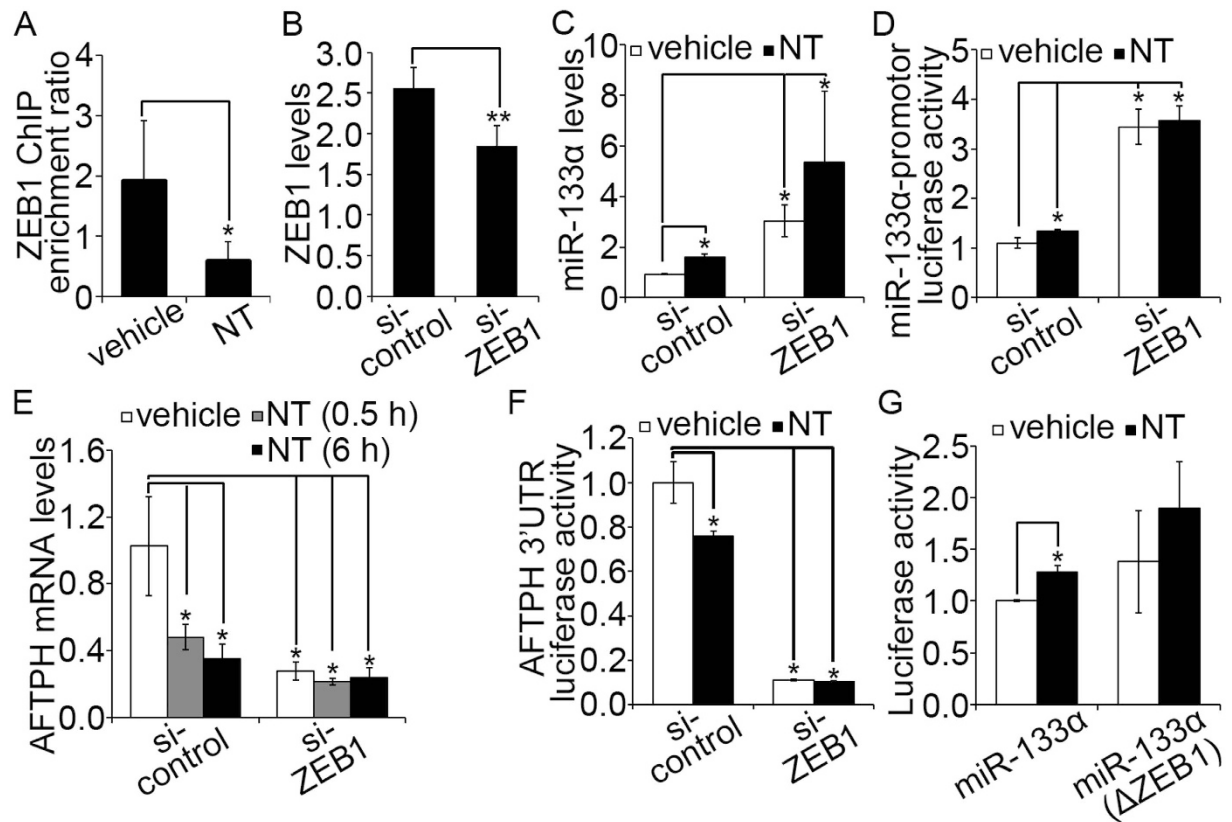 A
ZEB1 ChIP
enrichment ratio
4
3
2
1
0
*
vehicle
NT
B
ZEB1 levels
3.0
2.5
2.0
1.5
1.0
0.5
0.0
**
si-
control
si-
ZEB1
C
vehicle NT
miR-133α levels
10
8
6
4
2
0
*
*
*
si-
control
si-
ZEB1
D
vehicle NT
miR-133α-promotor
luciferase activity
5
4
3
2
1
0
*
*
*
si-
control
si-
ZEB1
E
vehicle NT (0.5 h)
NT (6 h)
AFTPH mRNA levels
1.6
1.2
0.8
0.4
0.0
*
*
*
*
*
si-
control
si-
ZEB1
F
vehicle NT
AFTPH 3'UTR
luciferase activity
1.2
1.0
0.8
0.6
0.4
0.2
0.0
*
*
*
si-
control
si-
ZEB1
G
vehicle NT
Luciferase activity
2.5
2.0
1.5
1.0
0.5
0.0
*
miR-133α
miR-133α
(ΔZEB1)